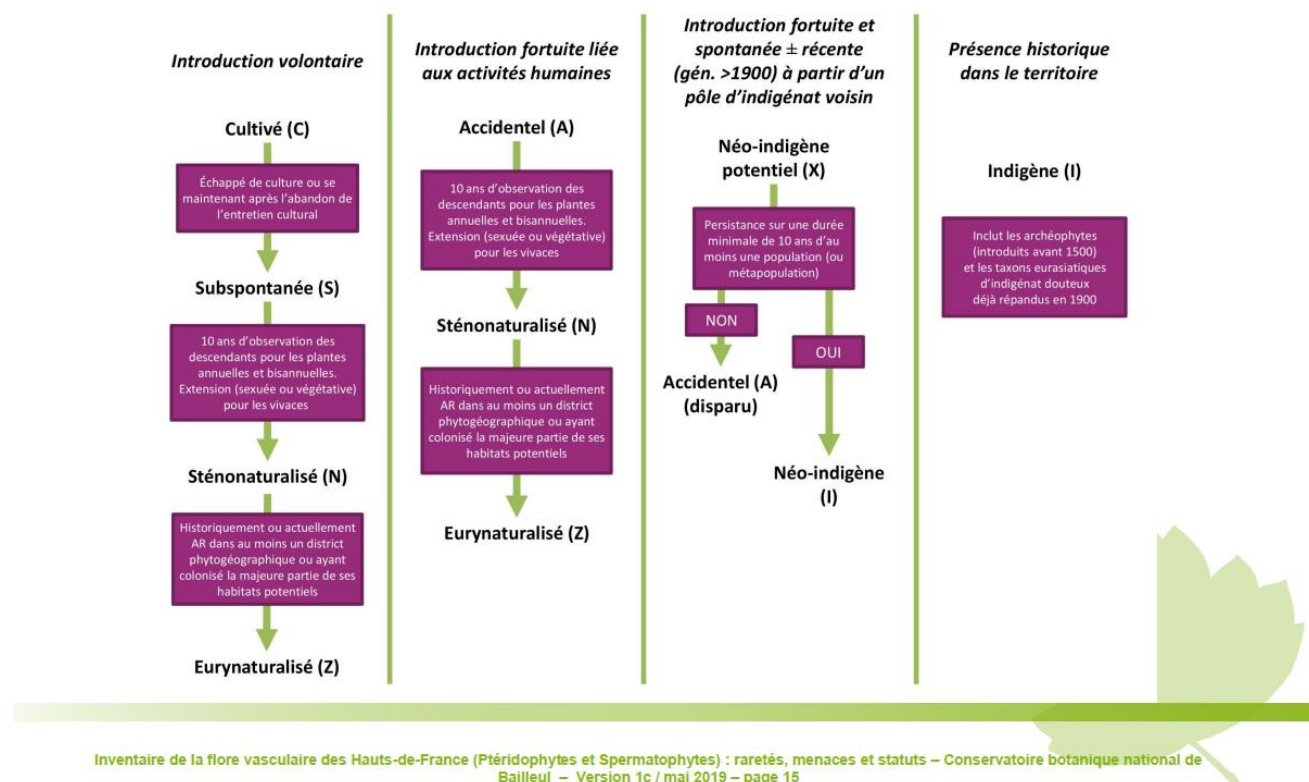 Introduction volontaire
Cultivé (C)
Échappé de culture ou se
maintenant après l'abandon de
l'entretien cultural
Subspontanée (S)
10 ans d'observation des
descendants pour les plantes
annuelles et bisannuelles.
Extension (sexuée ou végétative)
pour les vivaces
Sténonaturalisé (N)
Historiquement ou actuellement
AR dans au moins un district
phytogéographique ou ayant
colonisé la majeure partie de ses
habitats potentiels
Eurynaturalisé (Z)
Introduction fortuite liée
aux activités humaines
Accidentel (A)
10 ans d'observation des
descendants pour les plantes
annuelles et bisannuelles.
Extension (sexuée ou végétative)
pour les vivaces
Sténonaturalisé (N)
Historiquement ou actuellement
AR dans au moins un district
phytogéographique ou ayant
colonisé la majeure partie de ses
habitats potentiels
Eurynaturalisé (Z)
Introduction fortuite et
spontanée ± récente
(gén. >1900) à partir d'un
pôle d'indigénat voisin
Néo-indigène
potentiel (X)
Persistance sur une durée
minimale de 10 ans d'au
moins une population (ou
métapopulation)
NON
OUI
Accidentel (A)
(disparu)
Néo-indigène
(I)
Présence historique
dans le territoire
Indigène (I)
Inclut les archéophytes
(introduits avant 1500)
et les taxons eurasiatiques
d'indigénat douteux
déjà répandus en 1900
Inventaire de la flore vasculaire des Hauts-de-France (Ptéridophytes et Spermatophytes) : raretés, menaces et statuts – Conservatoire botanique national de
Bailleul – Version 1c / mai 2019 – page 15